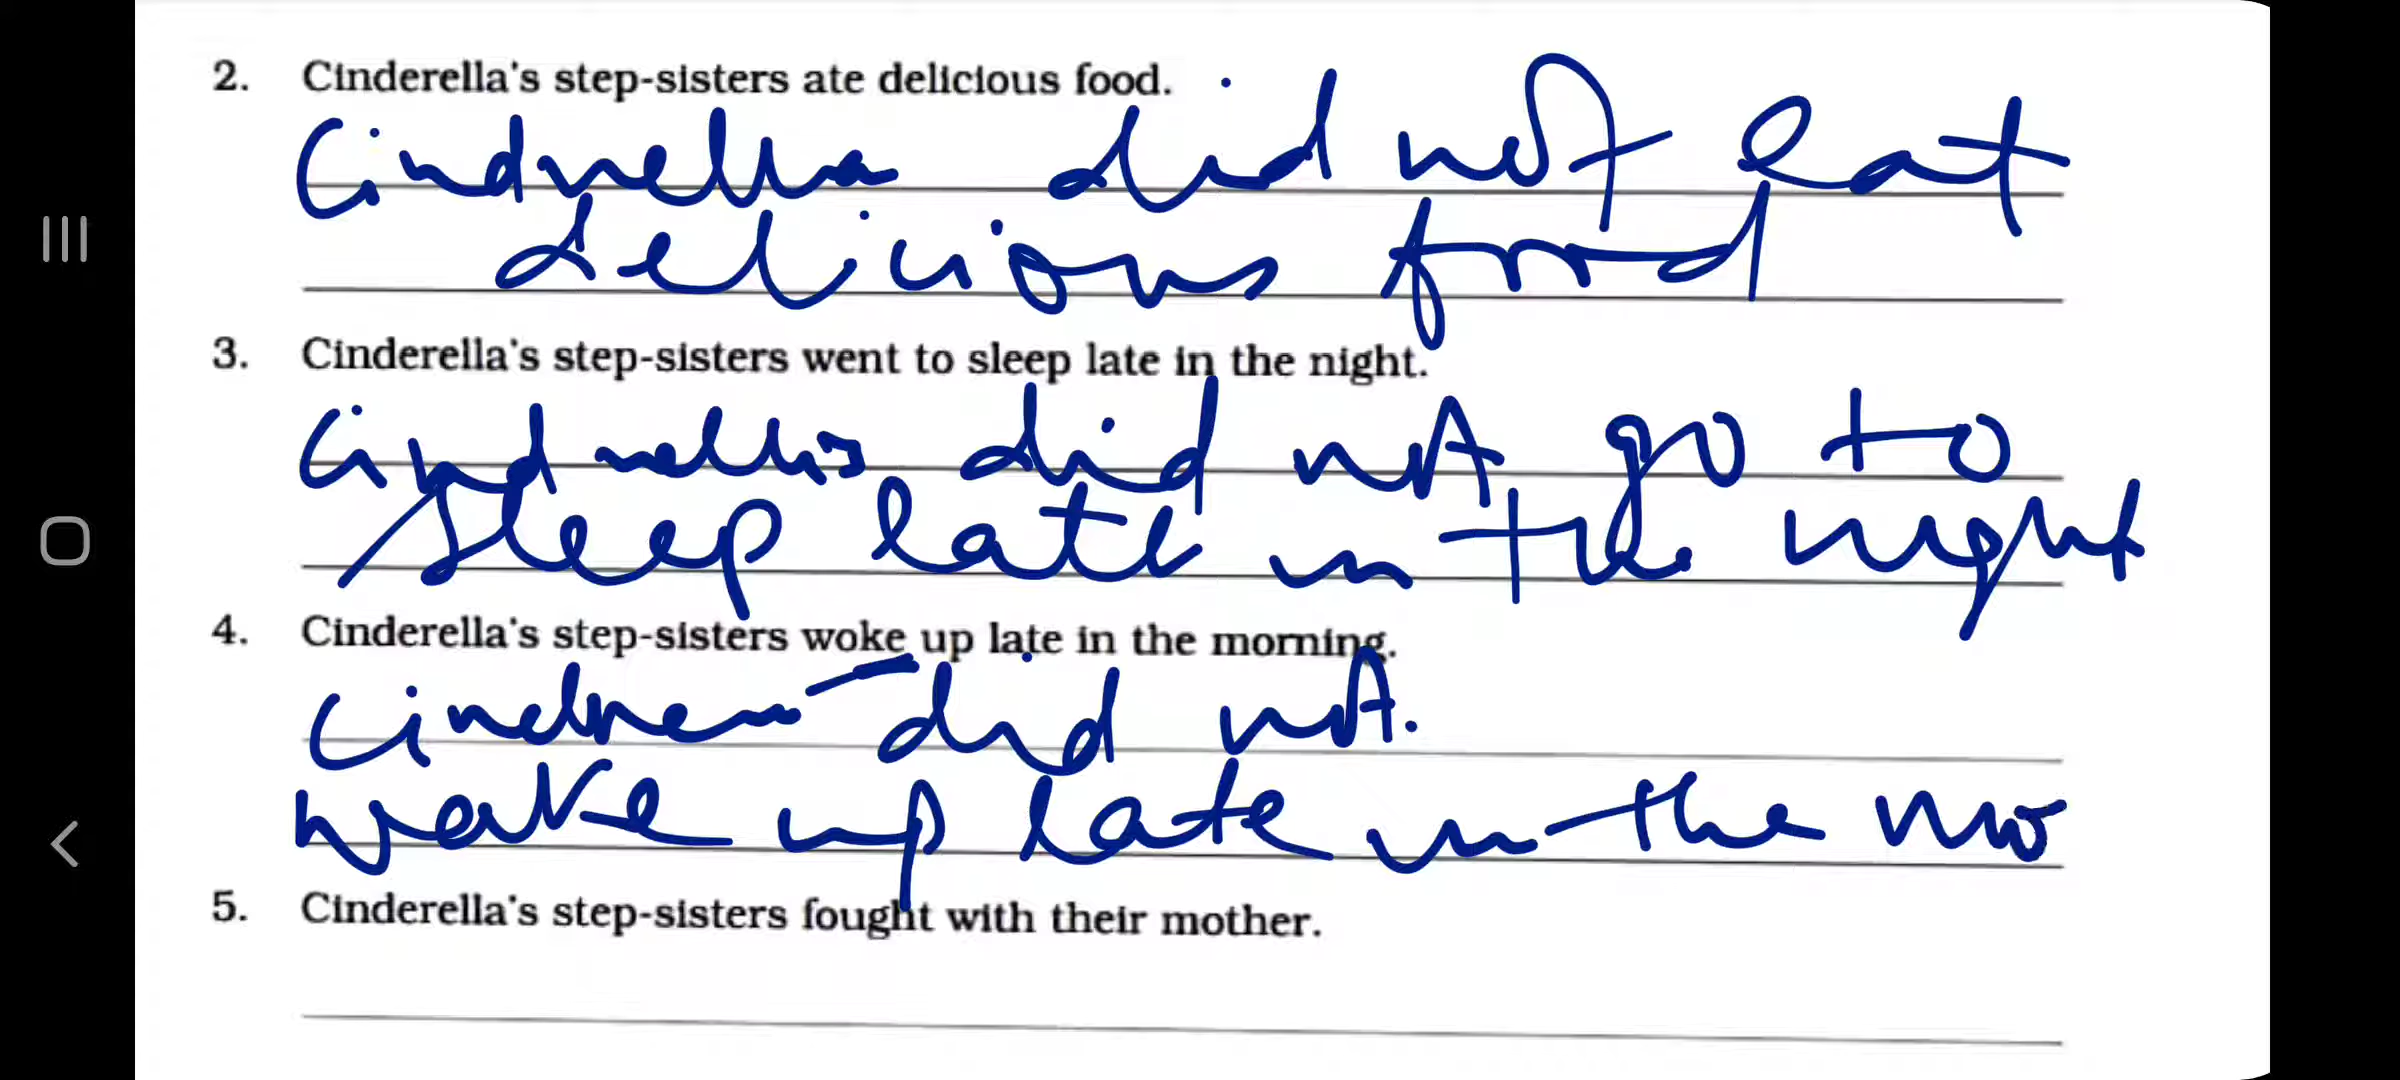 2. Cinderella's step-sisters ate delicious food.
Cindrella did not eat
delicious food
3. Cinderella's step-sisters went to sleep late in the night.
Cindrella did not go to
sleep late in the night
4. Cinderella's step-sisters woke up late in the morning.
did not.
wake up late in the mo
5. Cinderella's step-sisters fought with their mother.